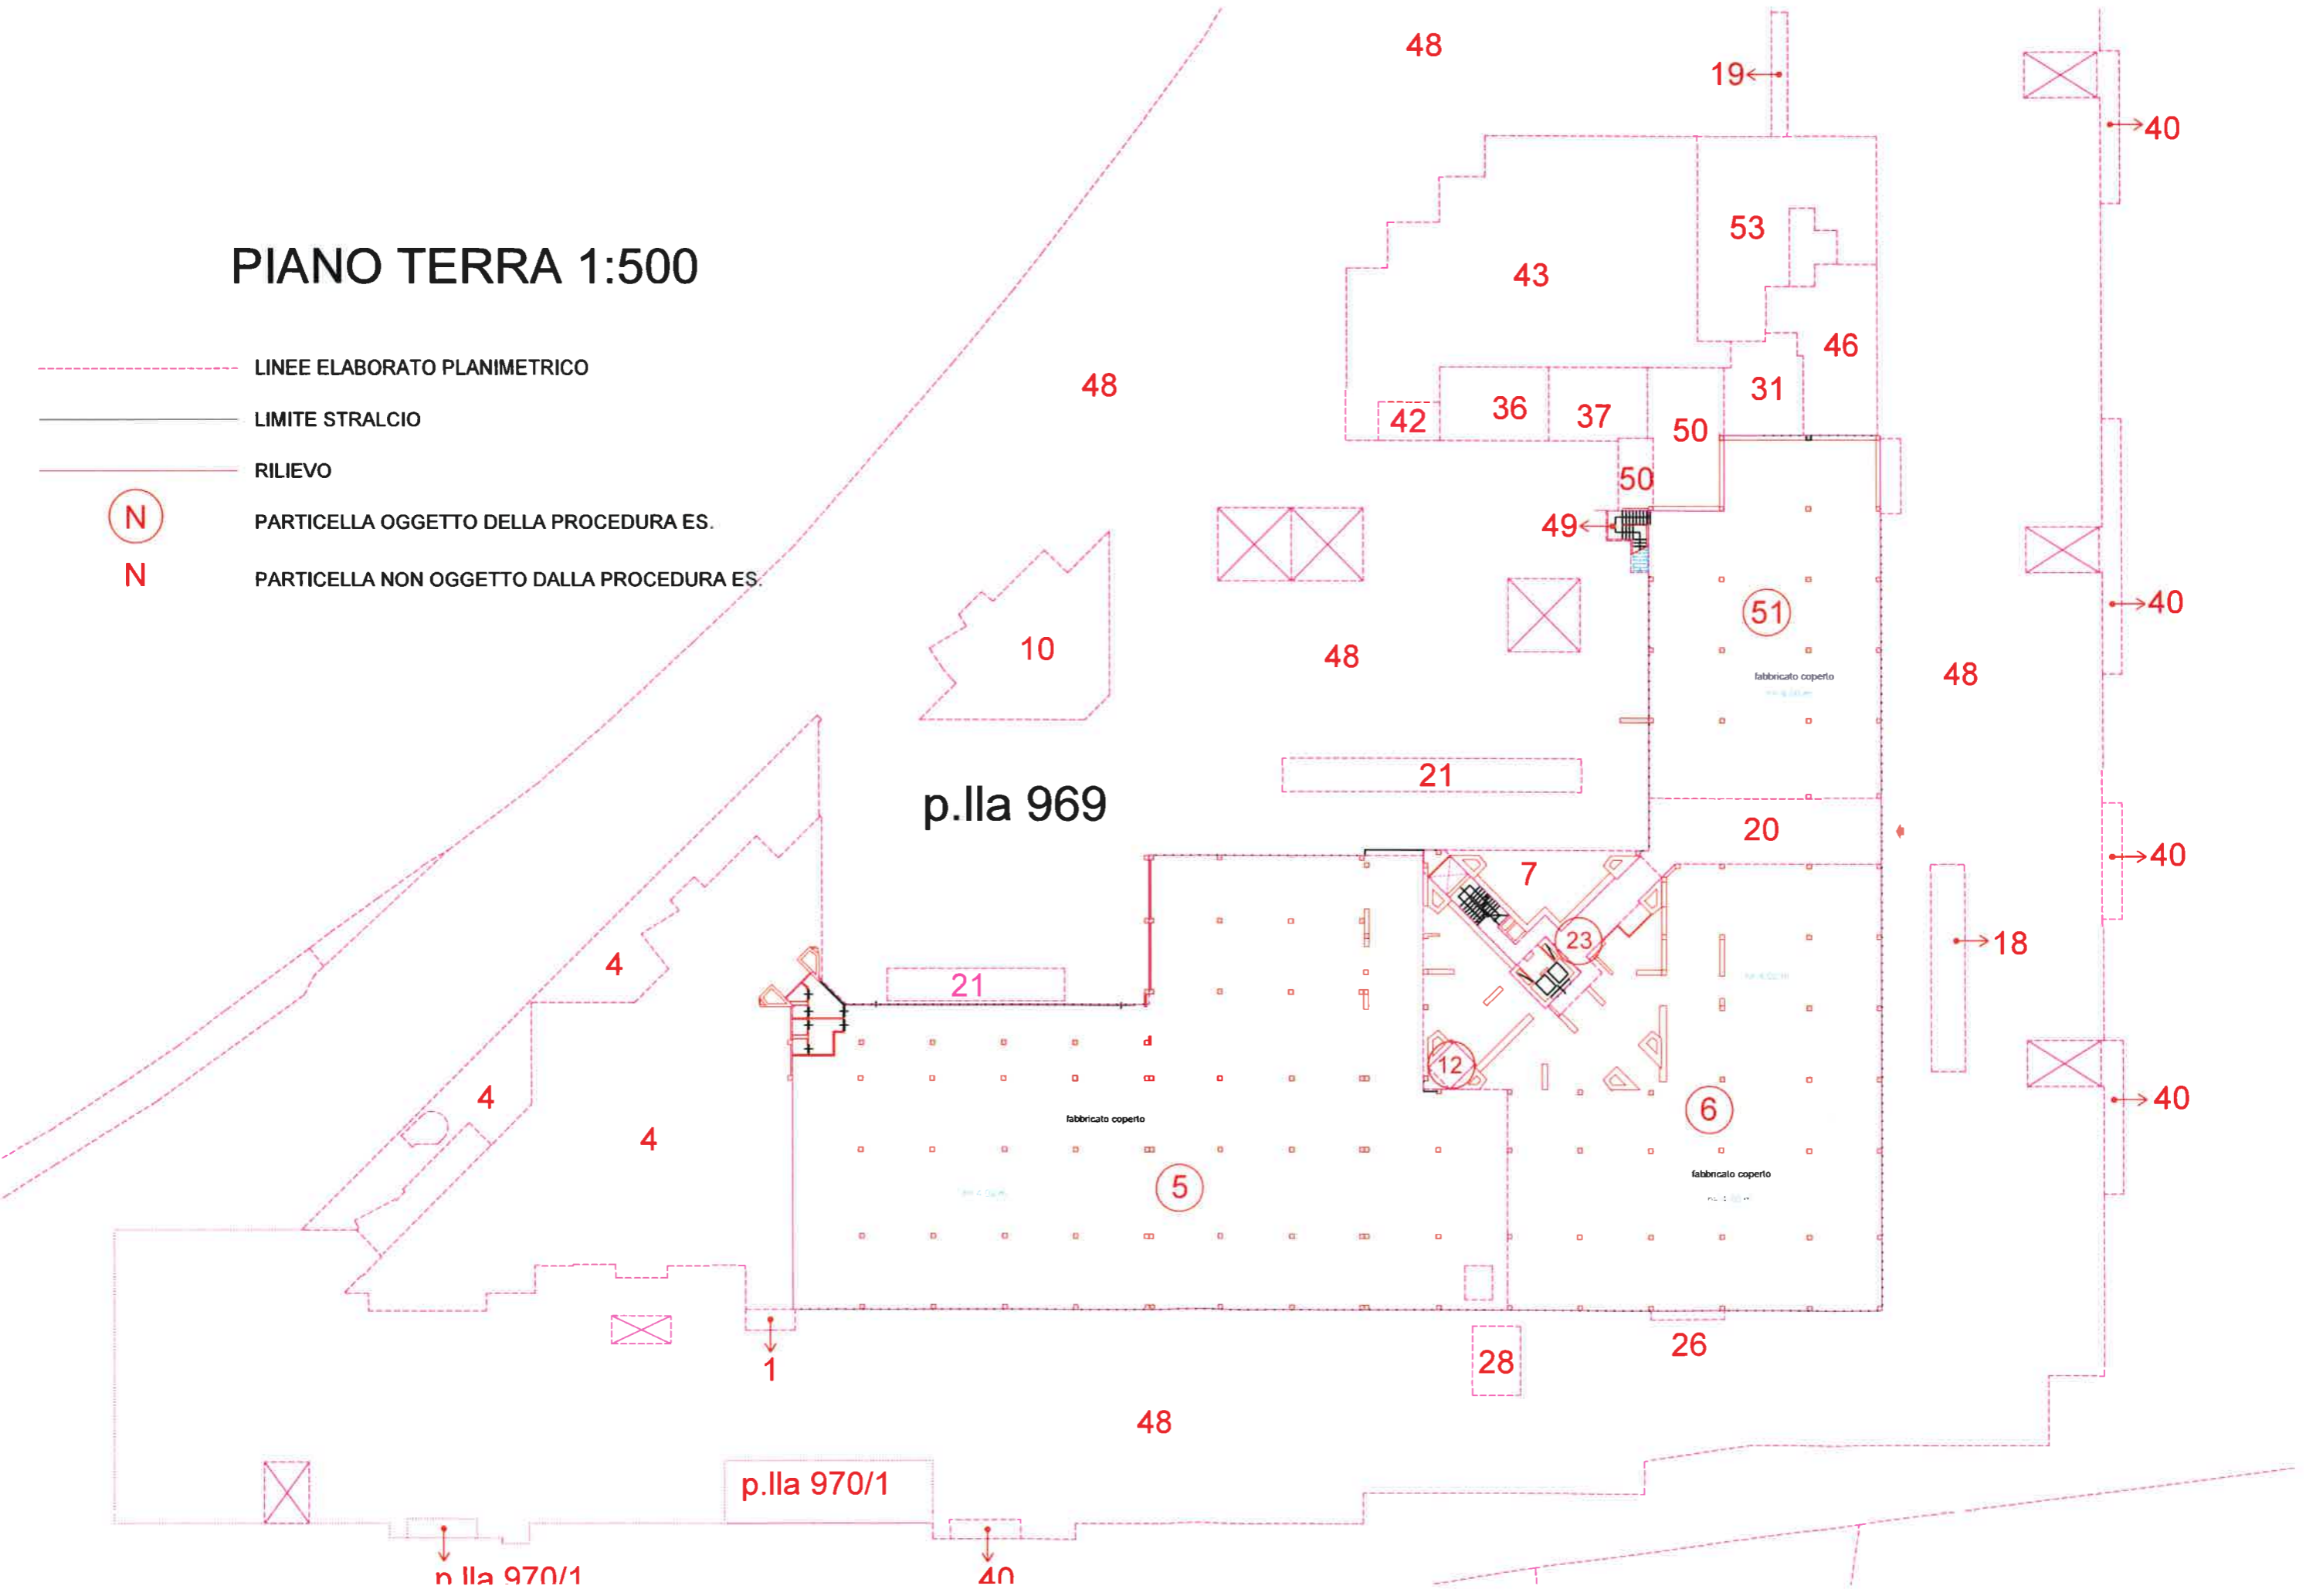 48
19
40
53
PIANO TERRA 1:500
43
46
LINEE ELABORATO PLANIMETRICO
48
31
36
37
42
50
LIMITE STRALCIO
RILIEVO
50
N
PARTICELLA OGGETTO DELLA PROCEDURA ES.
49
N
PARTICELLA NON OGGETTO DALLA PROCEDURA ES.
40
51
10
48
48
fabbricato coperto
21
p.lla 969
20
40
7
23
18
4
21
12
4
40
6
fabbricato coperto
4
fabbricato coperto
5
26
28
1
48
p.lla 970/1
p.lla 970/1
40